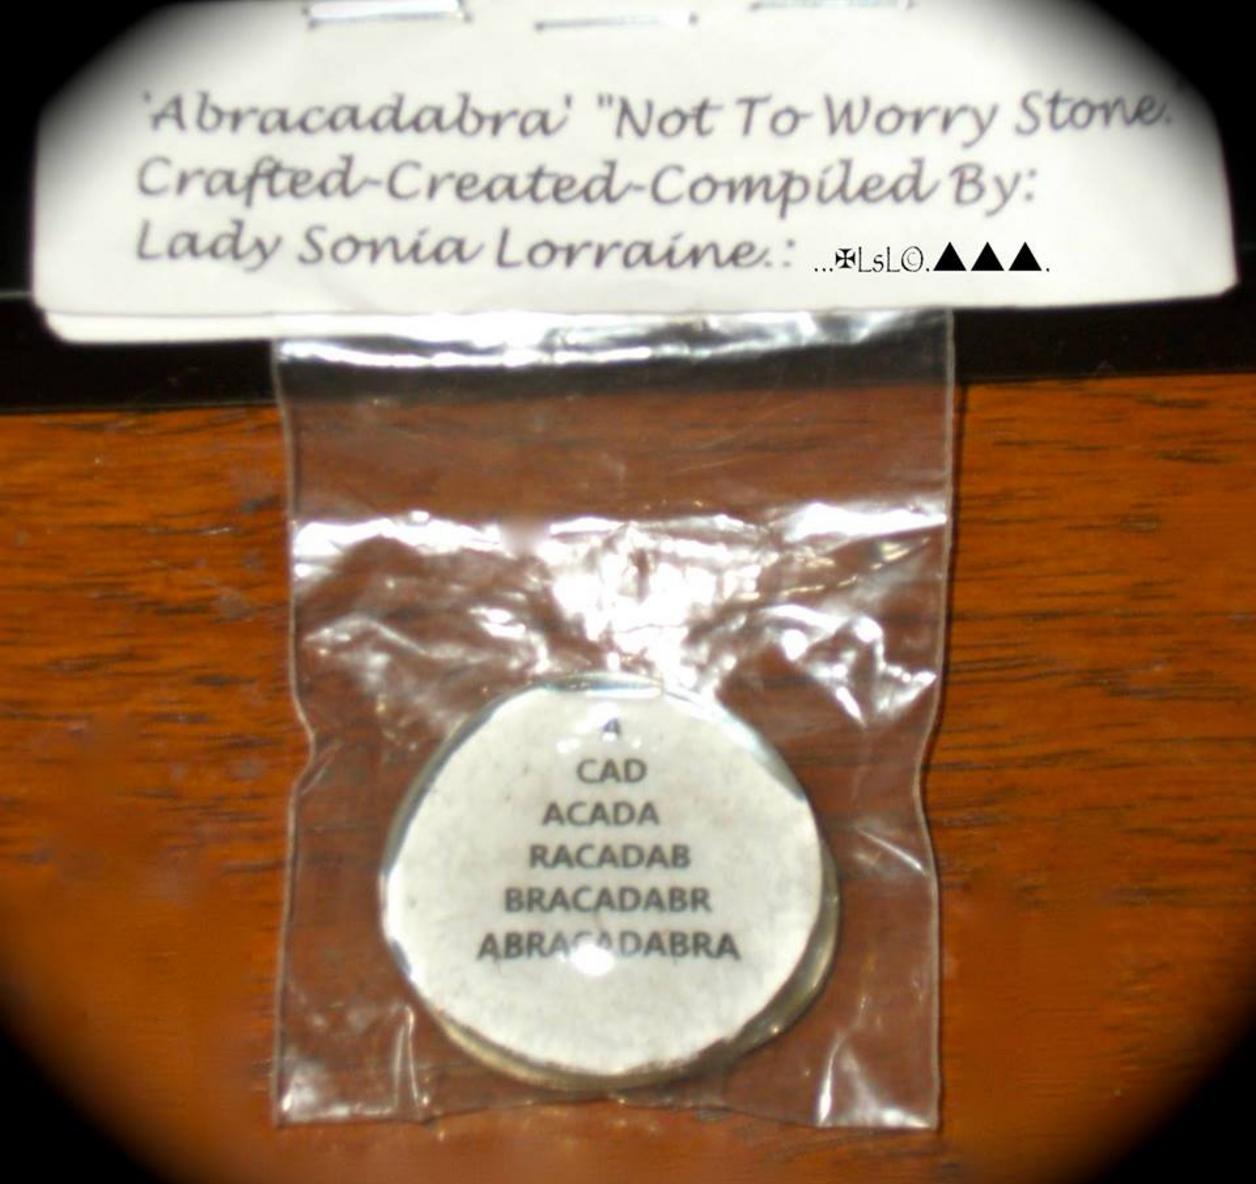 'Abracadabra' "Not To Worry Stone.
Crafted-Created-Compiled By:
Lady Sonia Lorraine.: ...✠LsL©.▲▲▲.
A
CAD
ACADA
RACADAB
BRACADABR
ABRACADABRA